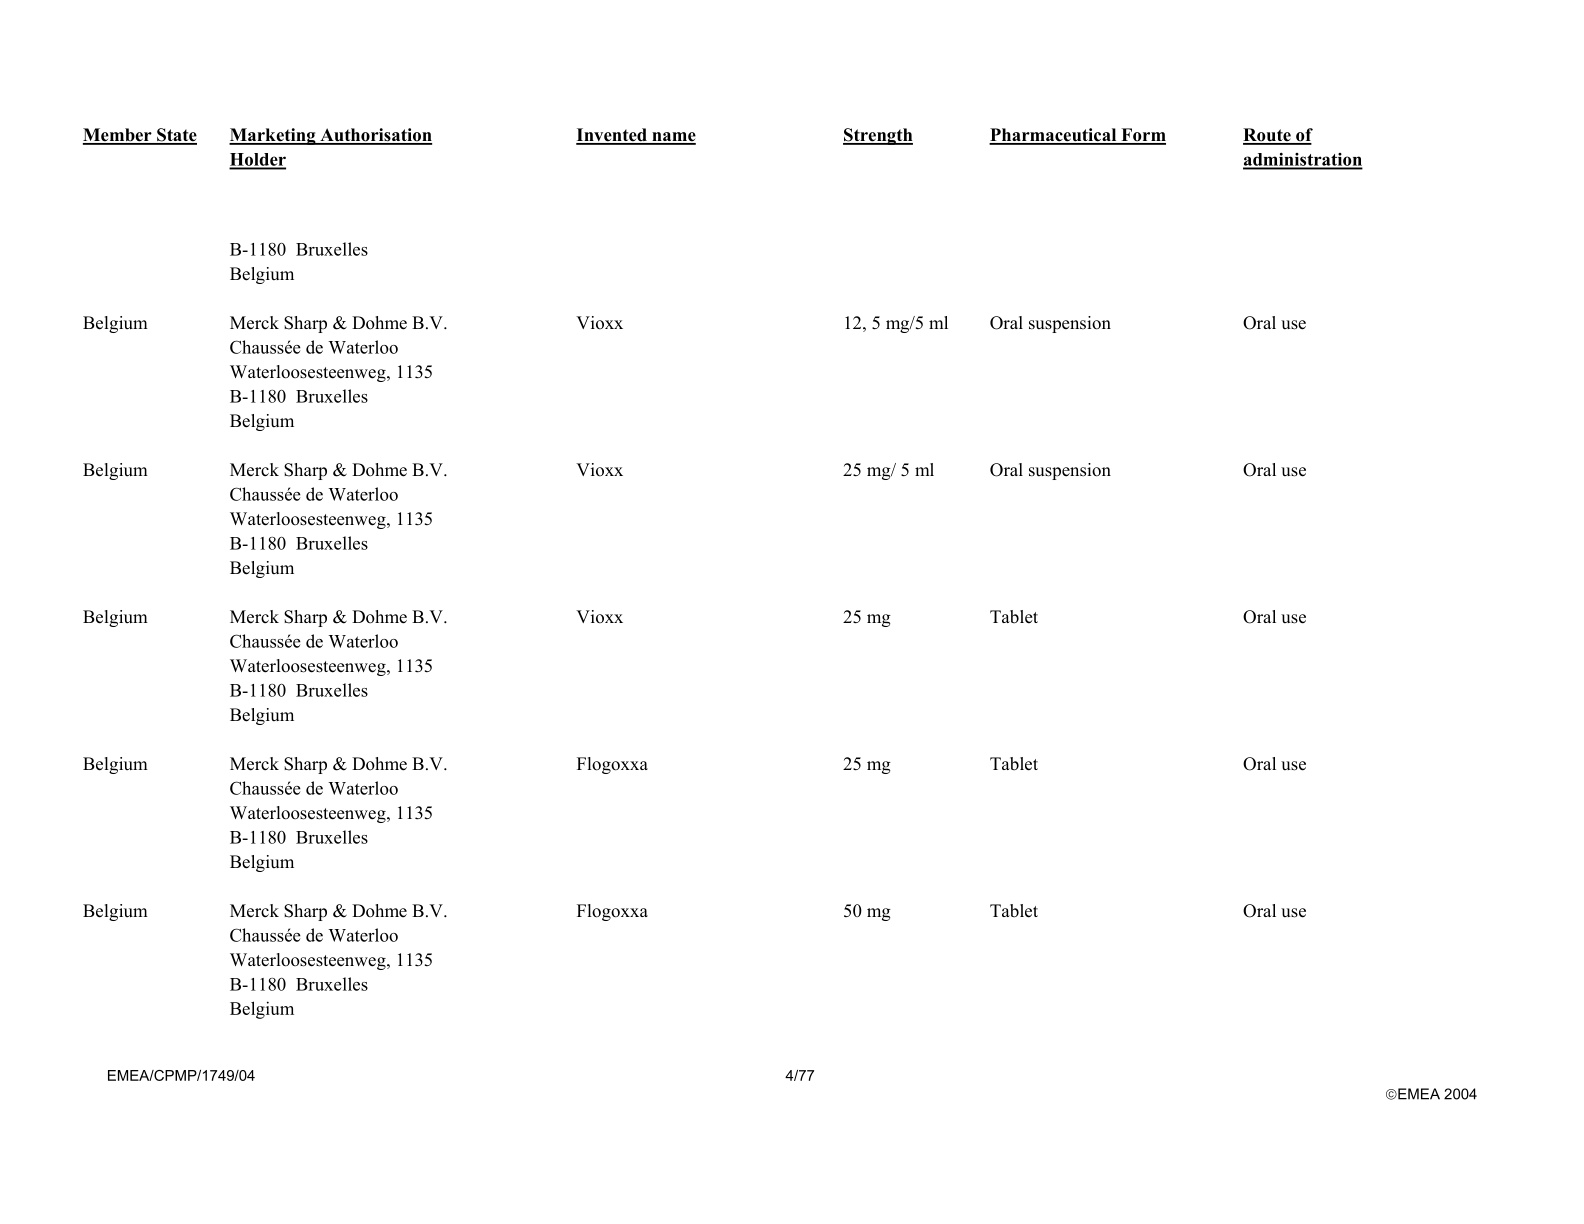 Member State Marketing Authorisation Invented name Strength Pharmaceutical Form Route of
Holder administration
B-1180 Bruxelles
Belgium
Belgium Merck Sharp & Dohme B.V. Vioxx 12, 5 mg/5 ml Oral suspension Oral use
Chaussée de Waterloo
Waterloosesteenweg, 1135
B-1180 Bruxelles
Belgium
Belgium Merck Sharp & Dohme B.V. Vioxx 25 mg/ 5 ml Oral suspension Oral use
Chaussée de Waterloo
Waterloosesteenweg, 1135
B-1180 Bruxelles
Belgium
Belgium Merck Sharp & Dohme B.V. Vioxx 25 mg Tablet Oral use
Chaussée de Waterloo
Waterloosesteenweg, 1135
B-1180 Bruxelles
Belgium
Belgium Merck Sharp & Dohme B.V. Flogoxxa 25 mg Tablet Oral use
Chaussée de Waterloo
Waterloosesteenweg, 1135
B-1180 Bruxelles
Belgium
Belgium Merck Sharp & Dohme B.V. Flogoxxa 50 mg Tablet Oral use
Chaussée de Waterloo
Waterloosesteenweg, 1135
B-1180 Bruxelles
Belgium
EMEA/CPMP/1749/04 4/77
©EMEA 2004